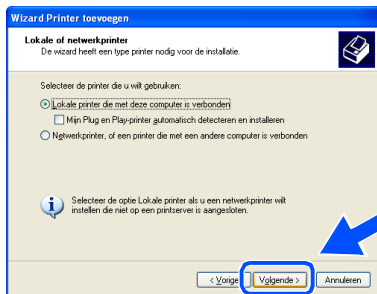 Wizard Printer toevoegen
Lokale of netwerkprinter
De wizard heeft een type printer nodig voor de installatie.
Selecteer de printer die u wilt gebruiken:
Lokale printer die met deze computer is verbonden
Mijn Plug en Play-printer automatisch detecteren en installeren
Netwerkprinter, of een printer die met een andere computer is verbonden
Selecteer de optie Lokale printer als u een netwerkprinter wilt
instellen die niet op een printserver is aangesloten.
< Vorige Volgende > Annuleren